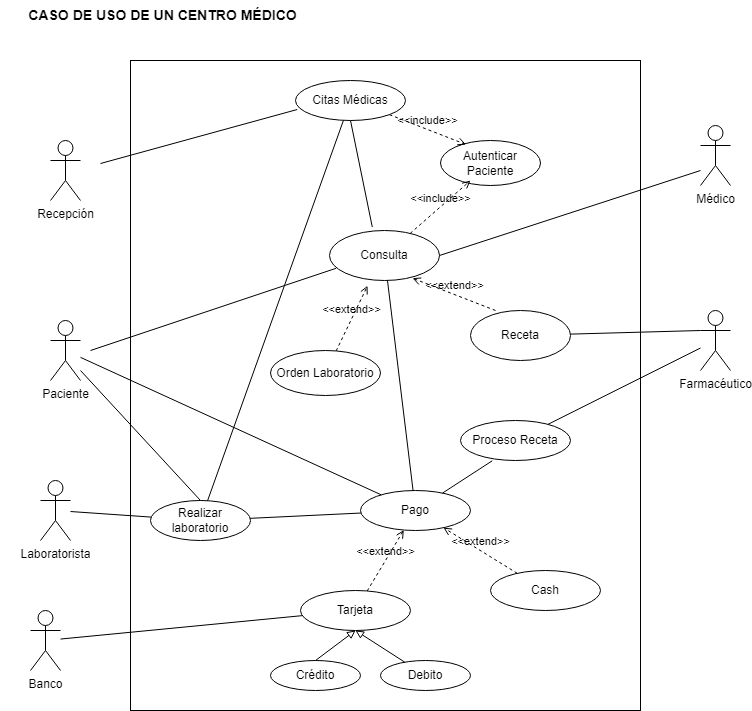 CASO DE USO DE UN CENTRO MÉDICO
Citas Médicas
<<include>>
Autenticar
Paciente
Recepción
Médico
<<include>>
Consulta
<<extend>>
<<extend>>
Receta
Orden Laboratorio
Paciente
Farmacéutico
Proceso Receta
Realizar
laboratorio
Pago
Laboratorista
<<extend>>
<<extend>>
Cash
Tarjeta
Banco
Crédito
Debito